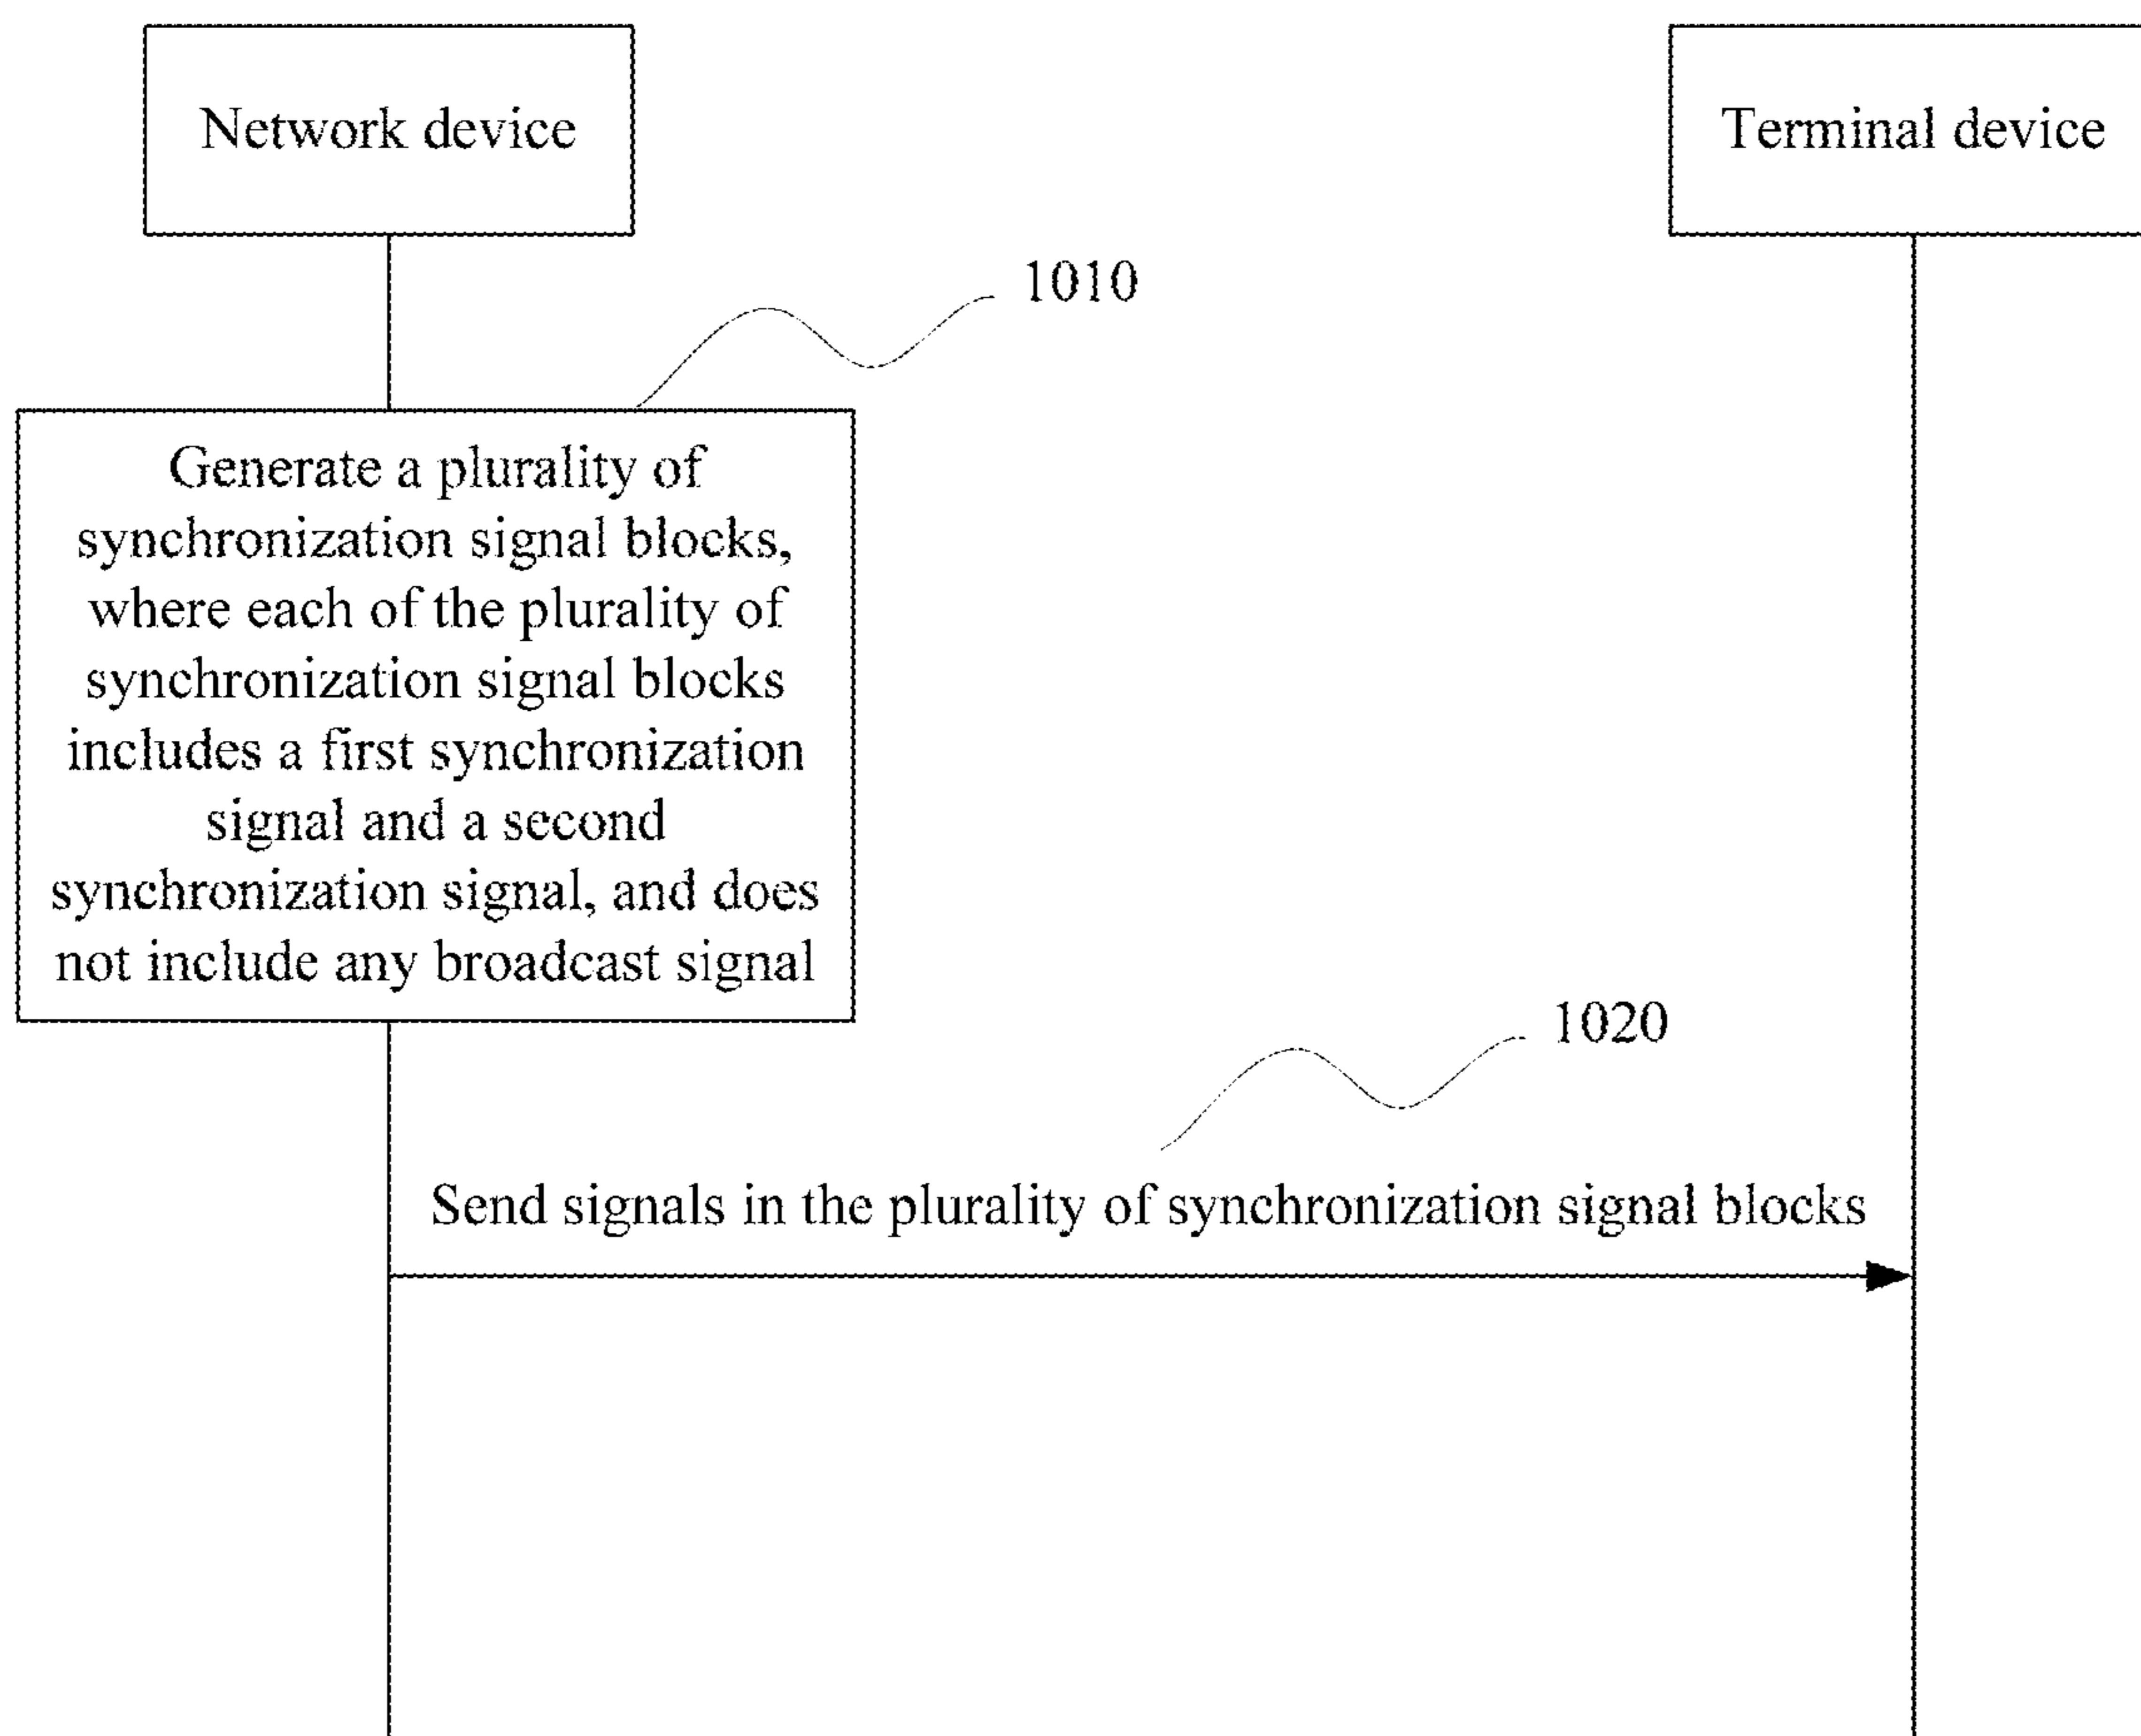 Network device
Terminal device
1010
Generate a plurality of
synchronization signal blocks,
where each of the plurality of
synchronization signal blocks
includes a first synchronization
signal and a second
synchronization signal, and does
not include any broadcast signal
1020
Send signals in the plurality of synchronization signal blocks